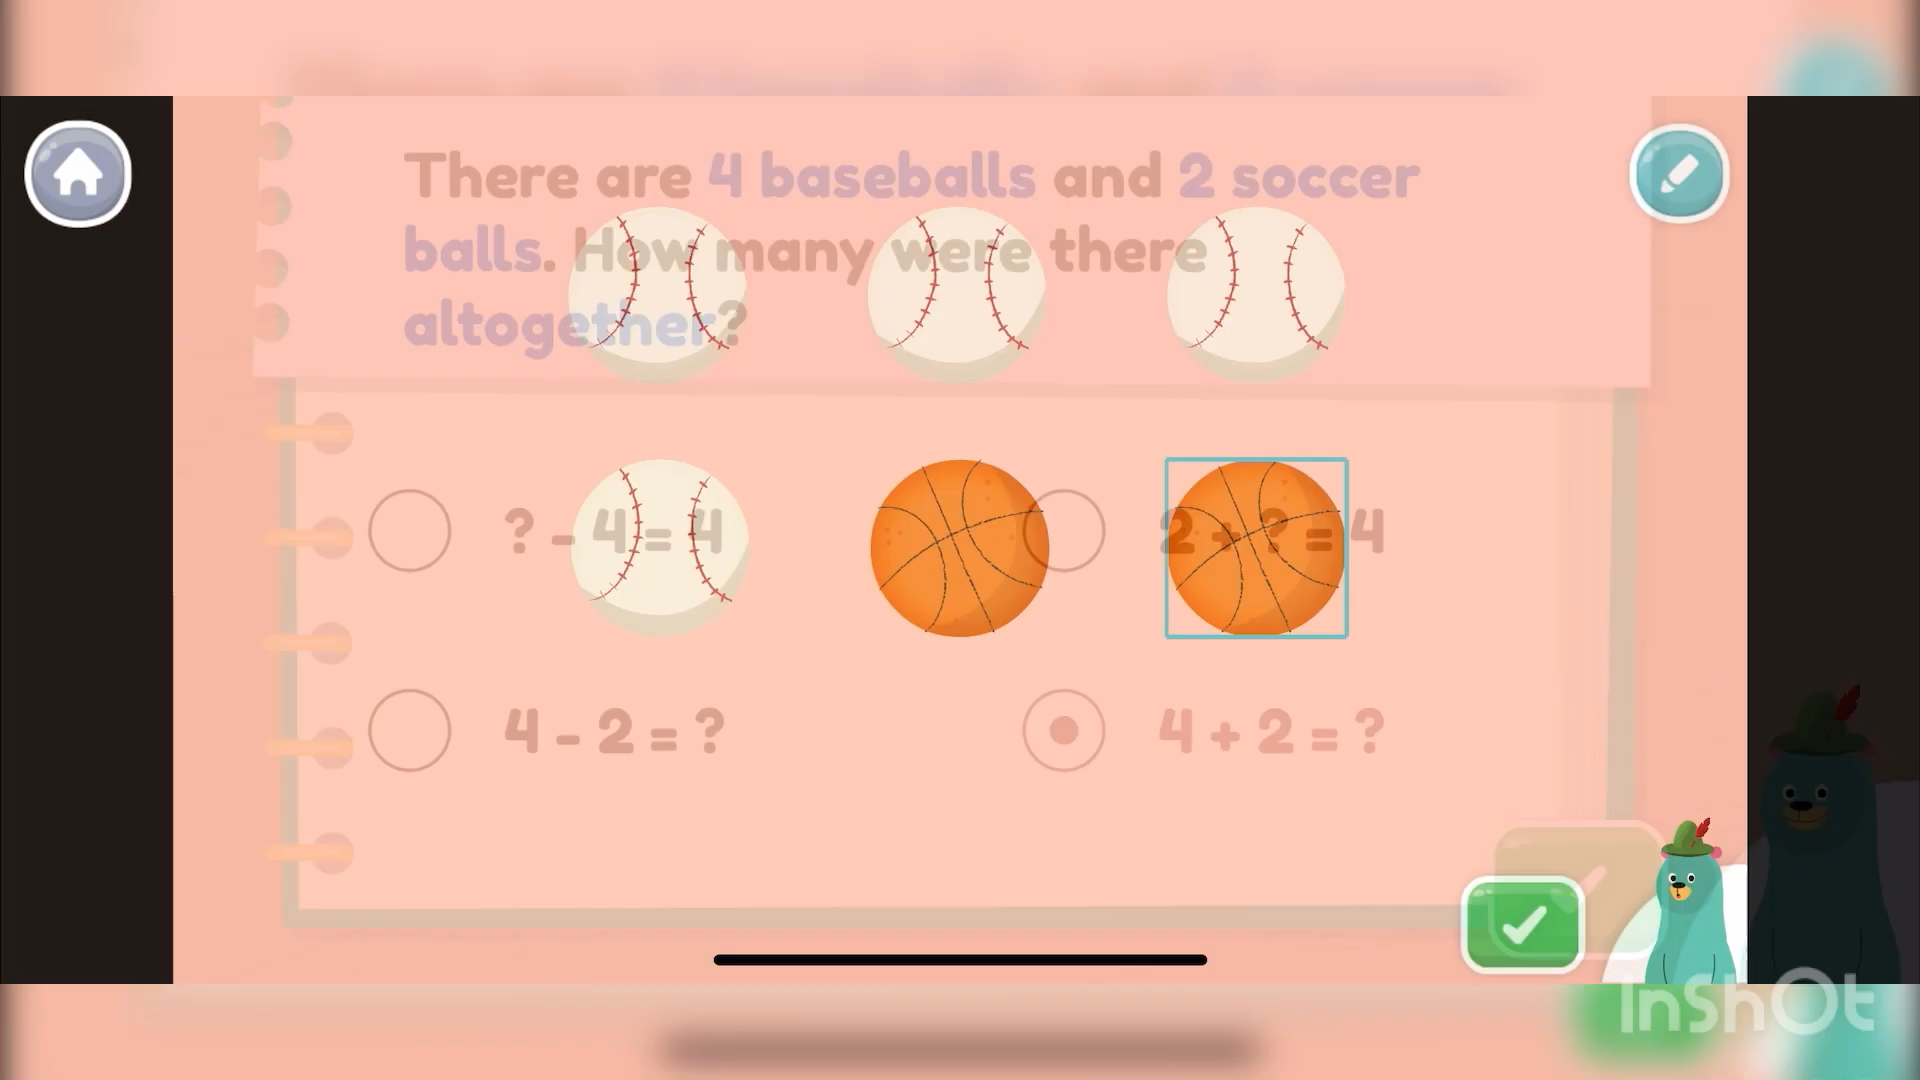 There are 4 baseballs and 2 soccer
balls. How many were there
altogether?
? - 4 = 4
2 + ? = 4
4 - 2 = ?
4 + 2 = ?
InShOt